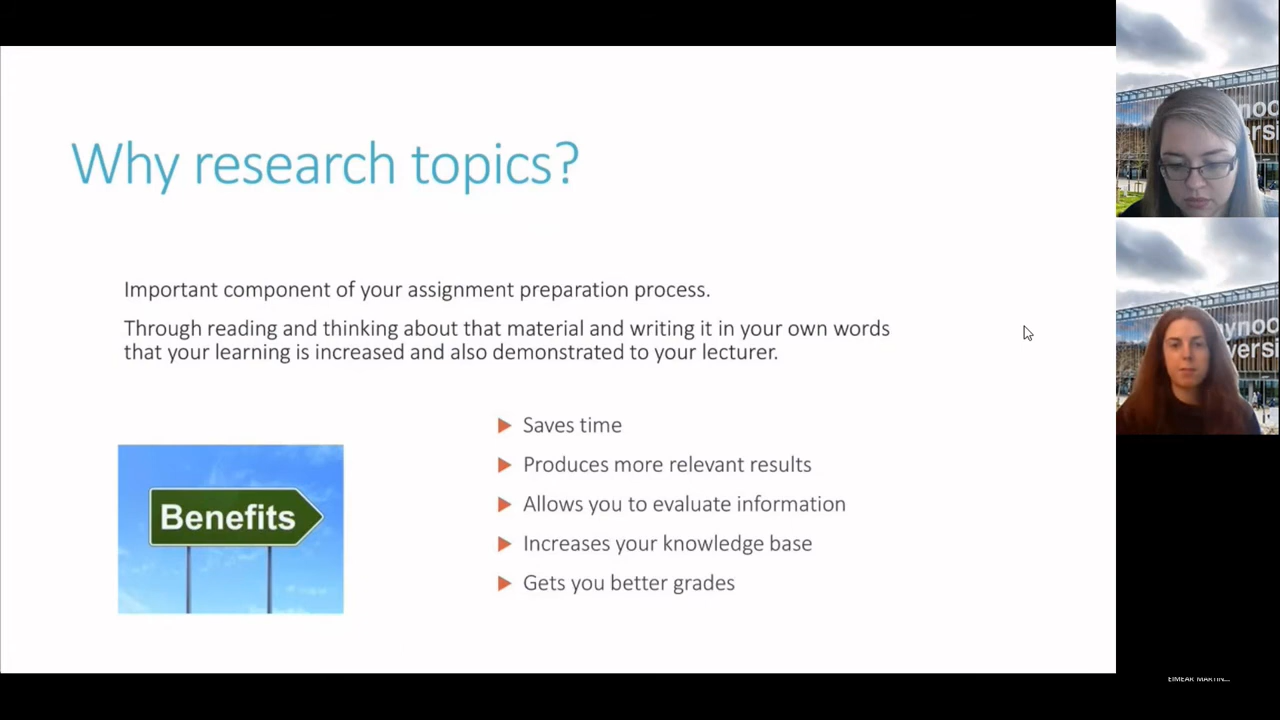 Why research topics?
Important component of your assignment preparation process.
Through reading and thinking about that material and writing it in your own words
that your learning is increased and also demonstrated to your lecturer.
Benefits
Saves time
Produces more relevant results
Allows you to evaluate information
Increases your knowledge base
Gets you better grades